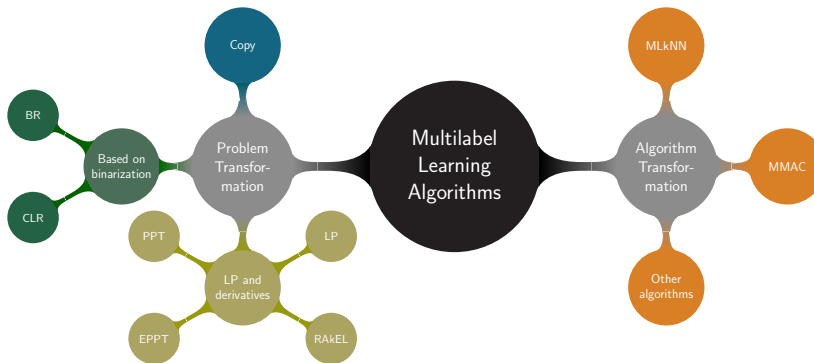 Copy
MLkNN
BR
Based on
binarization
Problem
Transfor-
mation
Multilabel
Learning
Algorithms
Algorithm
Transfor-
mation
MMAC
CLR
PPT
LP
LP and
derivatives
Other
algorithms
EPPT
RAkEL